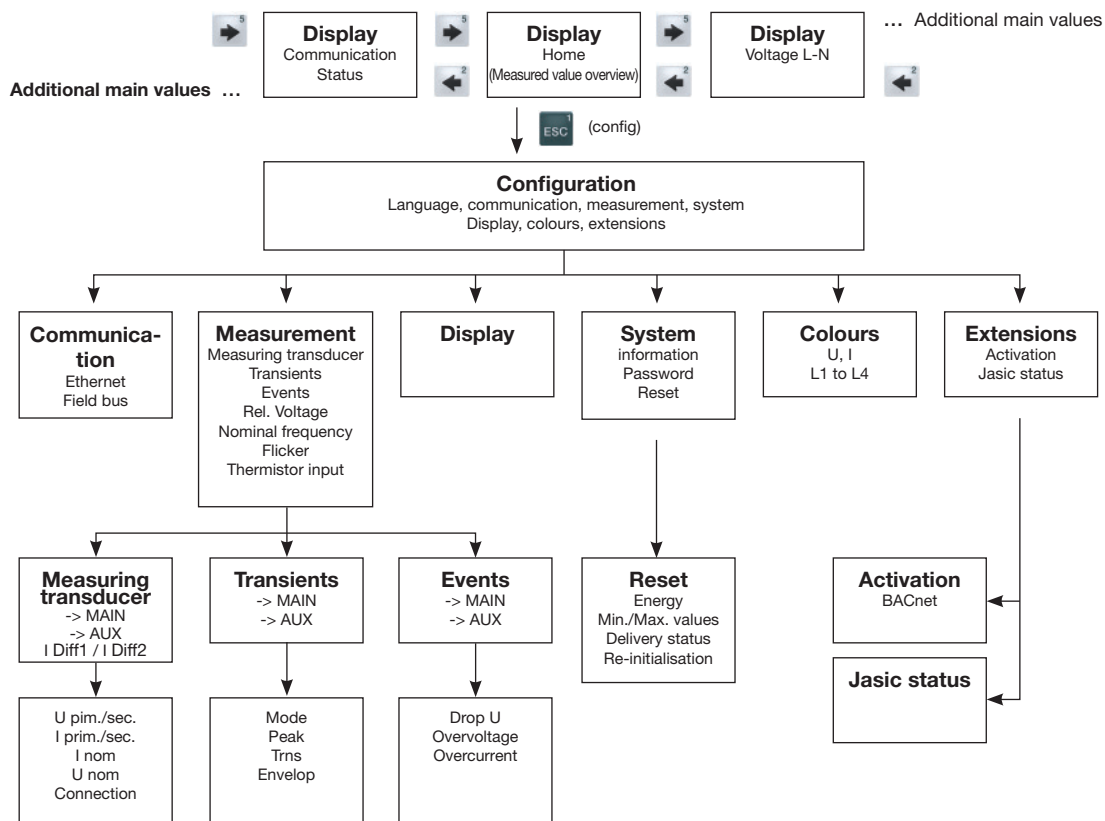 5
Display
Communication
Status
5
2
Display
Home
(Measured value overview)
5
2
Display
Voltage L-N
... Additional main values
2
Additional main values ...
1
ESC
(config)
Configuration
Language, communication, measurement, system
Display, colours, extensions
Communica-
tion
Ethernet
Field bus
Measurement
Measuring transducer
Transients
Events
Rel. Voltage
Nominal frequency
Flicker
Thermistor input
Display
System
information
Password
Reset
Colours
U, I
L1 to L4
Extensions
Activation
Jasic status
Measuring
transducer
-> MAIN
-> AUX
I Diff1 / I Diff2
Transients
-> MAIN
-> AUX
Events
-> MAIN
-> AUX
Reset
Energy
Min./Max. values
Delivery status
Re-initialisation
Activation
BACnet
Jasic status
U pim./sec.
I prim./sec.
I nom
U nom
Connection
Mode
Peak
Trns
Envelop
Drop U
Overvoltage
Overcurrent